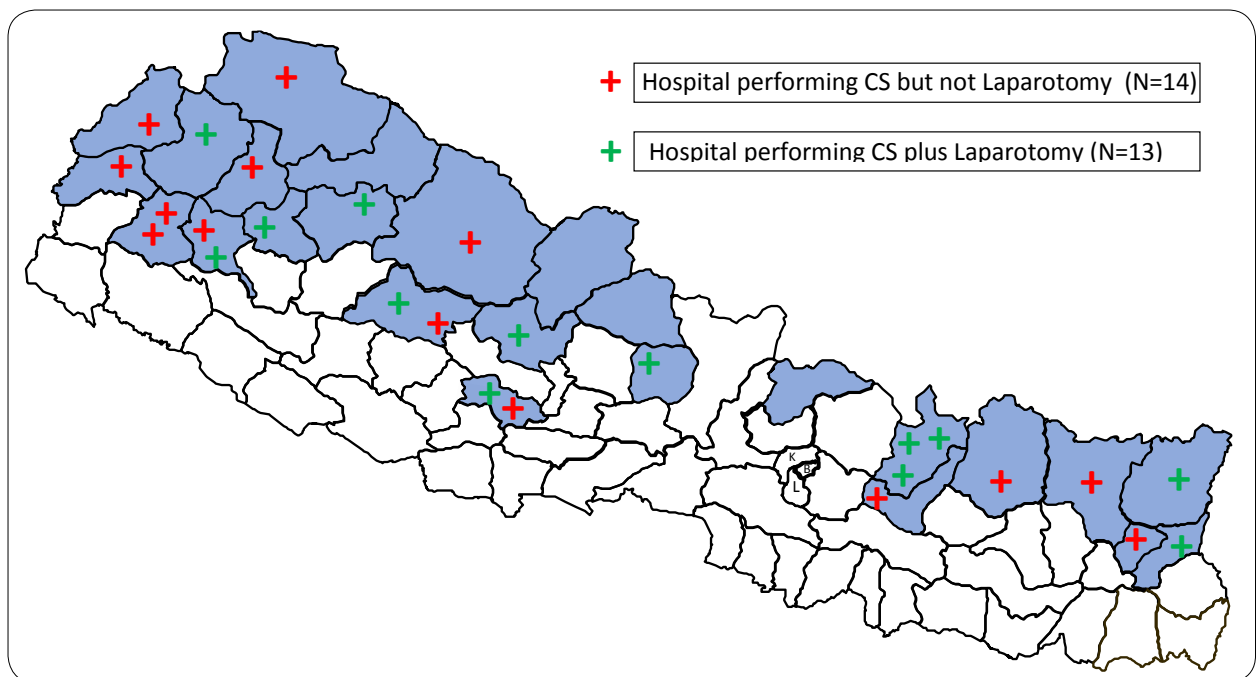 Hospital performing CS but not Laparotomy (N=14)
Hospital performing CS plus Laparotomy (N=13)
K
B
L